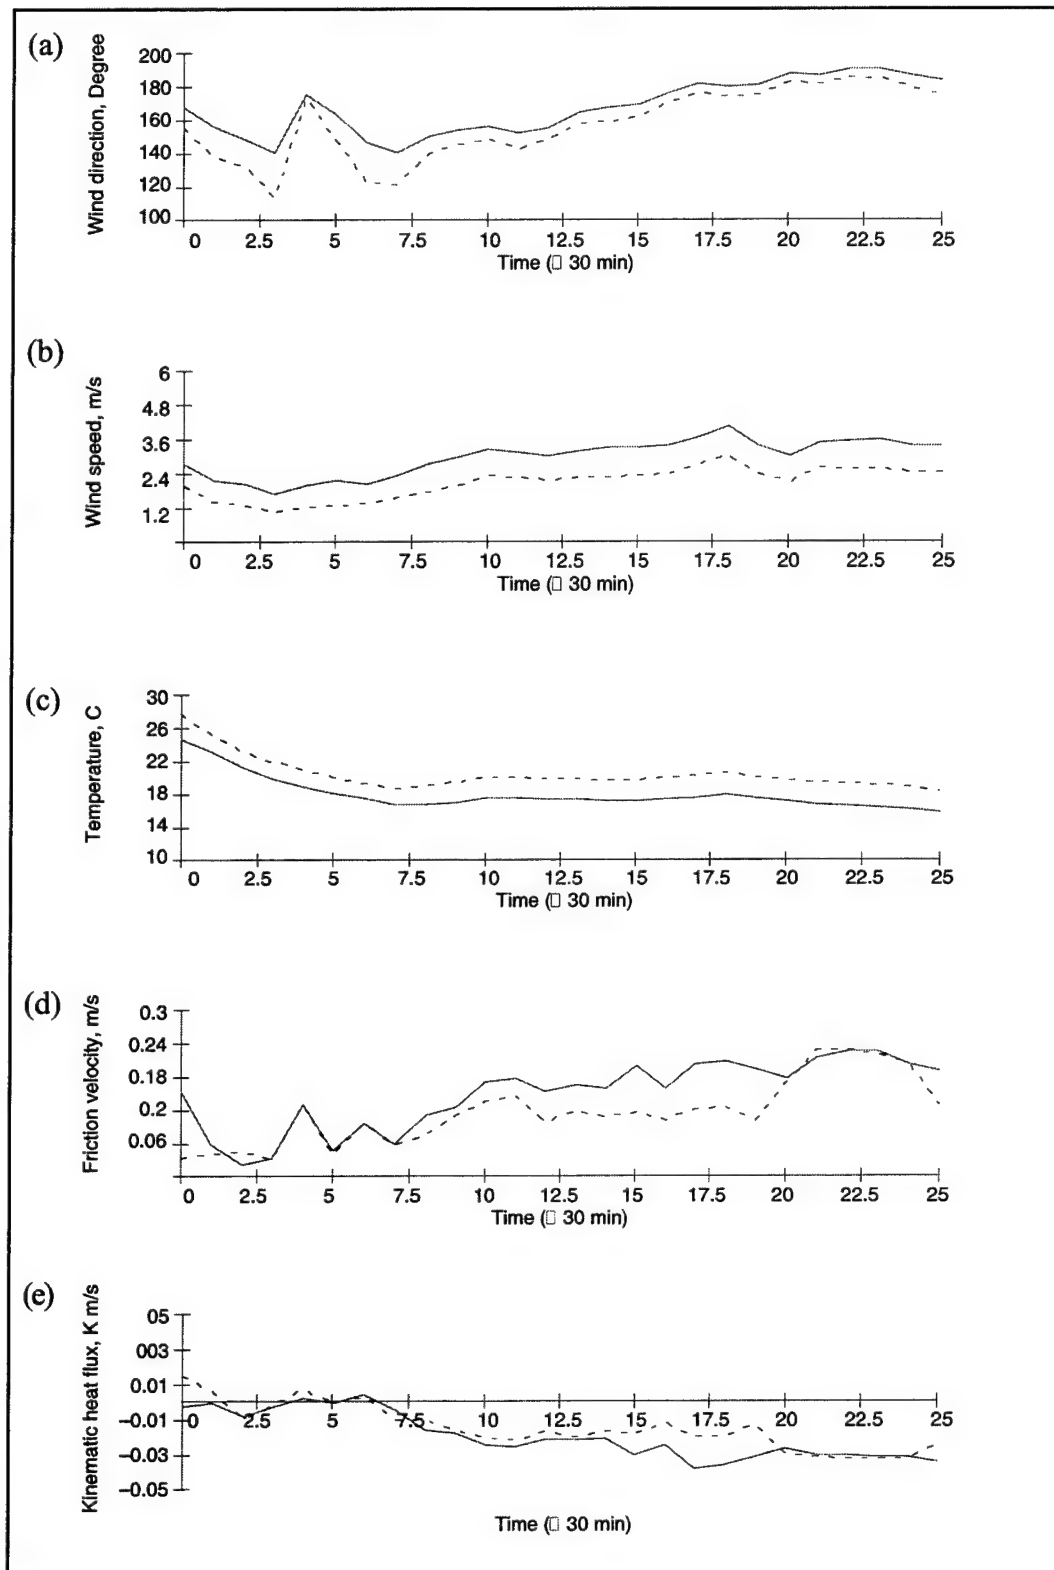 (a)
Wind direction, Degree
200
180
160
140
120
100
0 2.5 5 7.5 10 12.5 15 17.5 20 22.5 25
Time (□ 30 min)
(b)
Wind speed, m/s
6
4.8
3.6
2.4
1.2
0 2.5 5 7.5 10 12.5 15 17.5 20 22.5 25
Time (□ 30 min)
(c)
Temperature, C
30
26
22
18
14
10
0 2.5 5 7.5 10 12.5 15 17.5 20 22.5 25
Time (□ 30 min)
(d)
Friction velocity, m/s
0.3
0.24
0.18
0.2
0.06
0 2.5 5 7.5 10 12.5 15 17.5 20 22.5 25
Time (□ 30 min)
(e)
Kinematic heat flux, K m/s
05
003
0.01
−0.01
−0.03
−0.05
0 2.5 5 7.5 10 12.5 15 17.5 20 22.5 25
Time (□ 30 min)